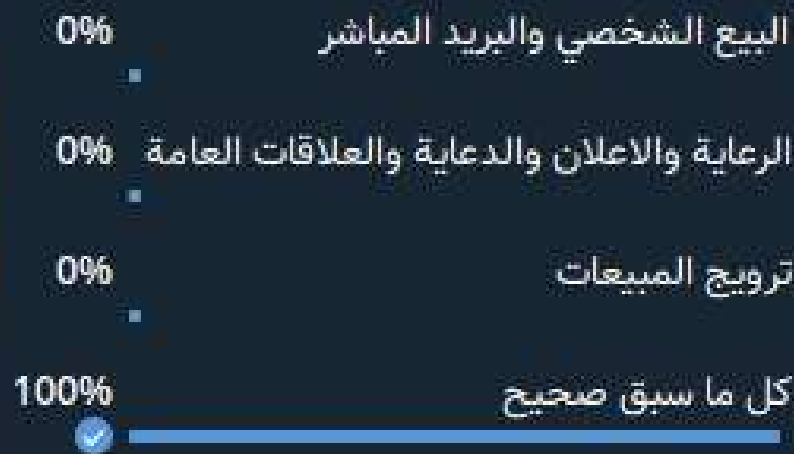 البيع الشخصي والبريد المباشر 0%
الرعاية والاعلان والدعاية والعلاقات العامة 0%
ترويج المبيعات 0%
كل ما سبق صحيح 100%